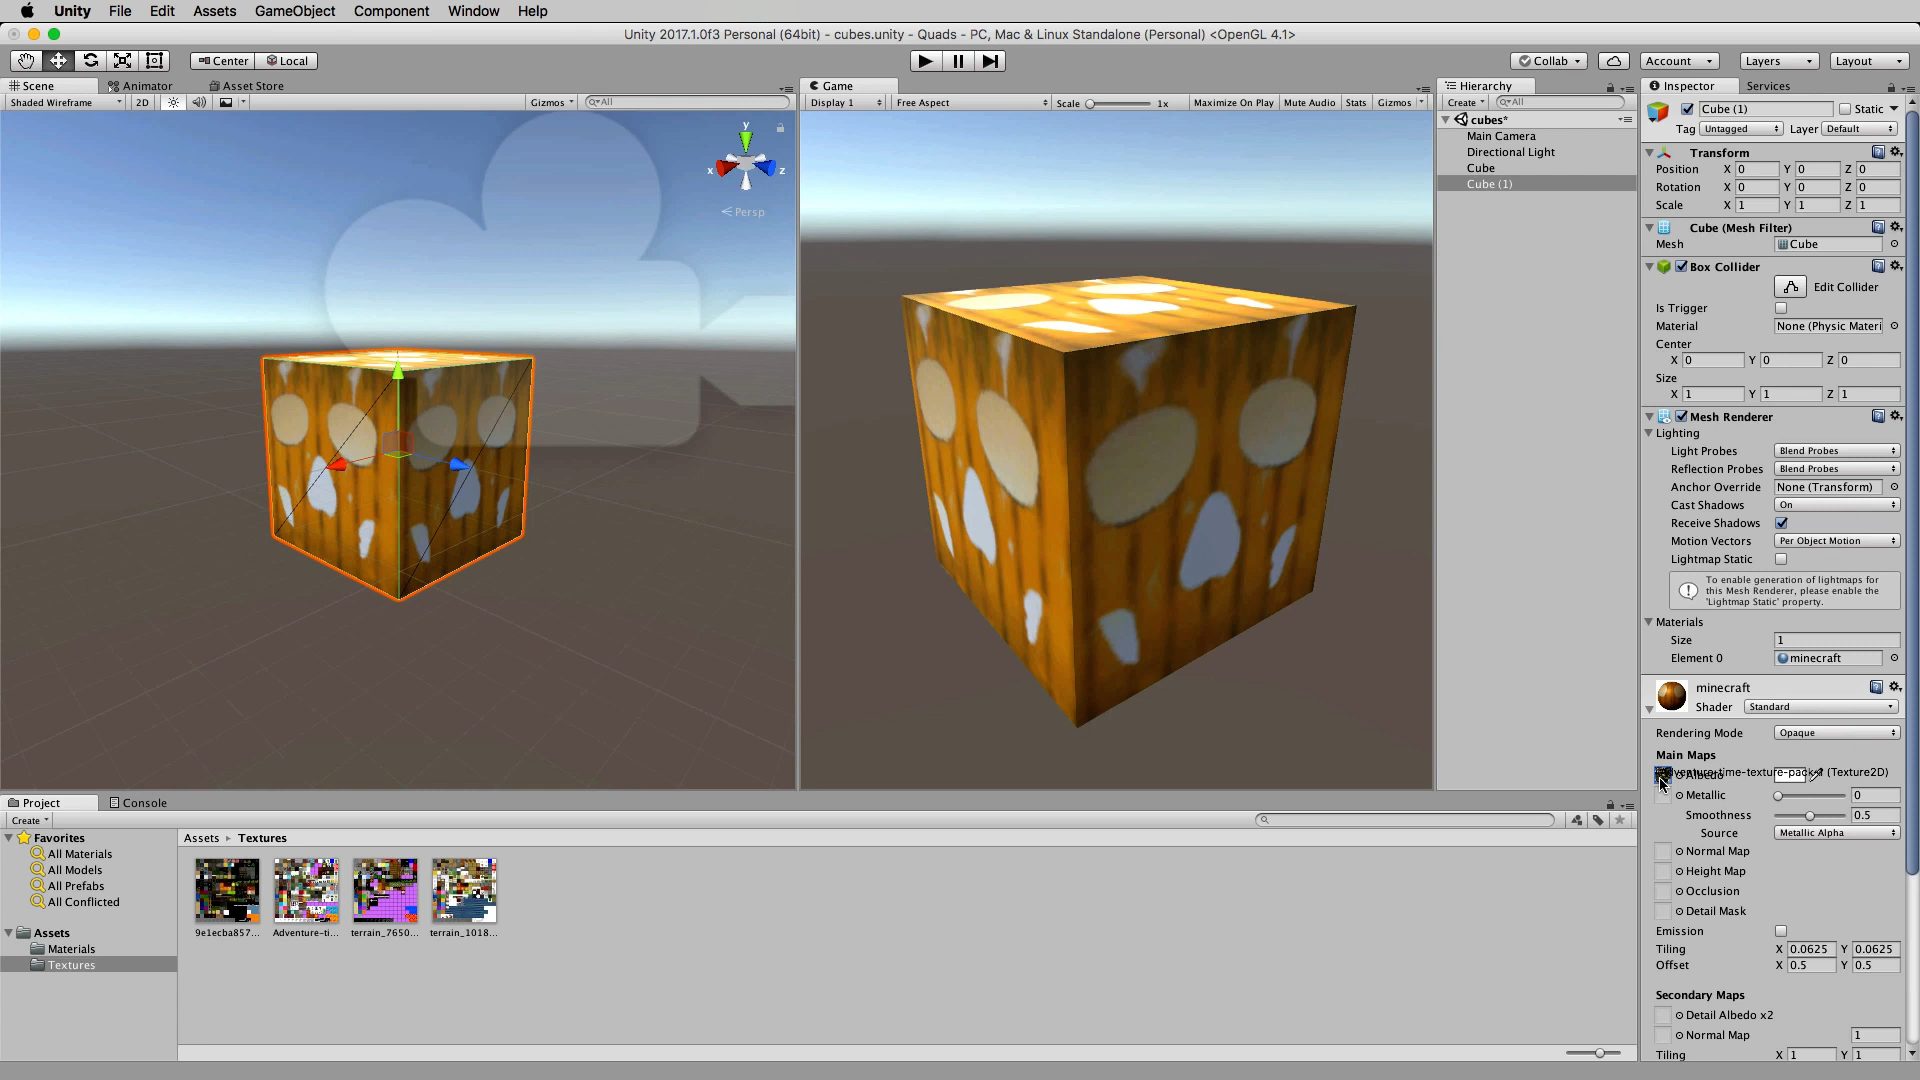 Unity File Edit Assets GameObject Component Window Help
Unity 2017.1.0f3 Personal (64bit) - cubes.unity - Quads - PC, Mac & Linux Standalone (Personal) <OpenGL 4.1>
Center Local Collab Account Layers Layout
Scene Animator Asset Store
Shaded Wireframe 2D Gizmos All
y
x z
Persp
Game
Display 1 Free Aspect Scale 1x Maximize On Play Mute Audio Stats Gizmos
Hierarchy
Create All
cubes*
Main Camera
Directional Light
Cube
Cube (1)
Inspector Services
Cube (1) Static
Tag Untagged Layer Default
Transform
Position X 0 Y 0 Z 0
Rotation X 0 Y 0 Z 0
Scale X 1 Y 1 Z 1
Cube (Mesh Filter)
Mesh Cube
Box Collider
Edit Collider
Is Trigger
Material None (Physic Materi
Center
X 0 Y 0 Z 0
Size
X 1 Y 1 Z 1
Mesh Renderer
Lighting
Light Probes Blend Probes
Reflection Probes Blend Probes
Anchor Override None (Transform)
Cast Shadows On
Receive Shadows
Motion Vectors Per Object Motion
Lightmap Static
To enable generation of lightmaps for
this Mesh Renderer, please enable the
'Lightmap Static' property.
Materials
Size 1
Element 0 minecraft
minecraft
Shader Standard
Rendering Mode Opaque
Main Maps
Albedo
(Texture2D)
Metallic 0
Smoothness 0.5
Source Metallic Alpha
Normal Map
Height Map
Occlusion
Detail Mask
Emission
Tiling X 0.0625 Y 0.0625
Offset X 0.5 Y 0.5
Secondary Maps
Detail Albedo x2
Normal Map 1
Tiling X 1 Y 1
Project Console
Create
Favorites
All Materials
All Models
All Prefabs
All Conflicted
Assets
Materials
Textures
Assets Textures
9e1ecba857... Adventure-ti... terrain_7650... terrain_1018...